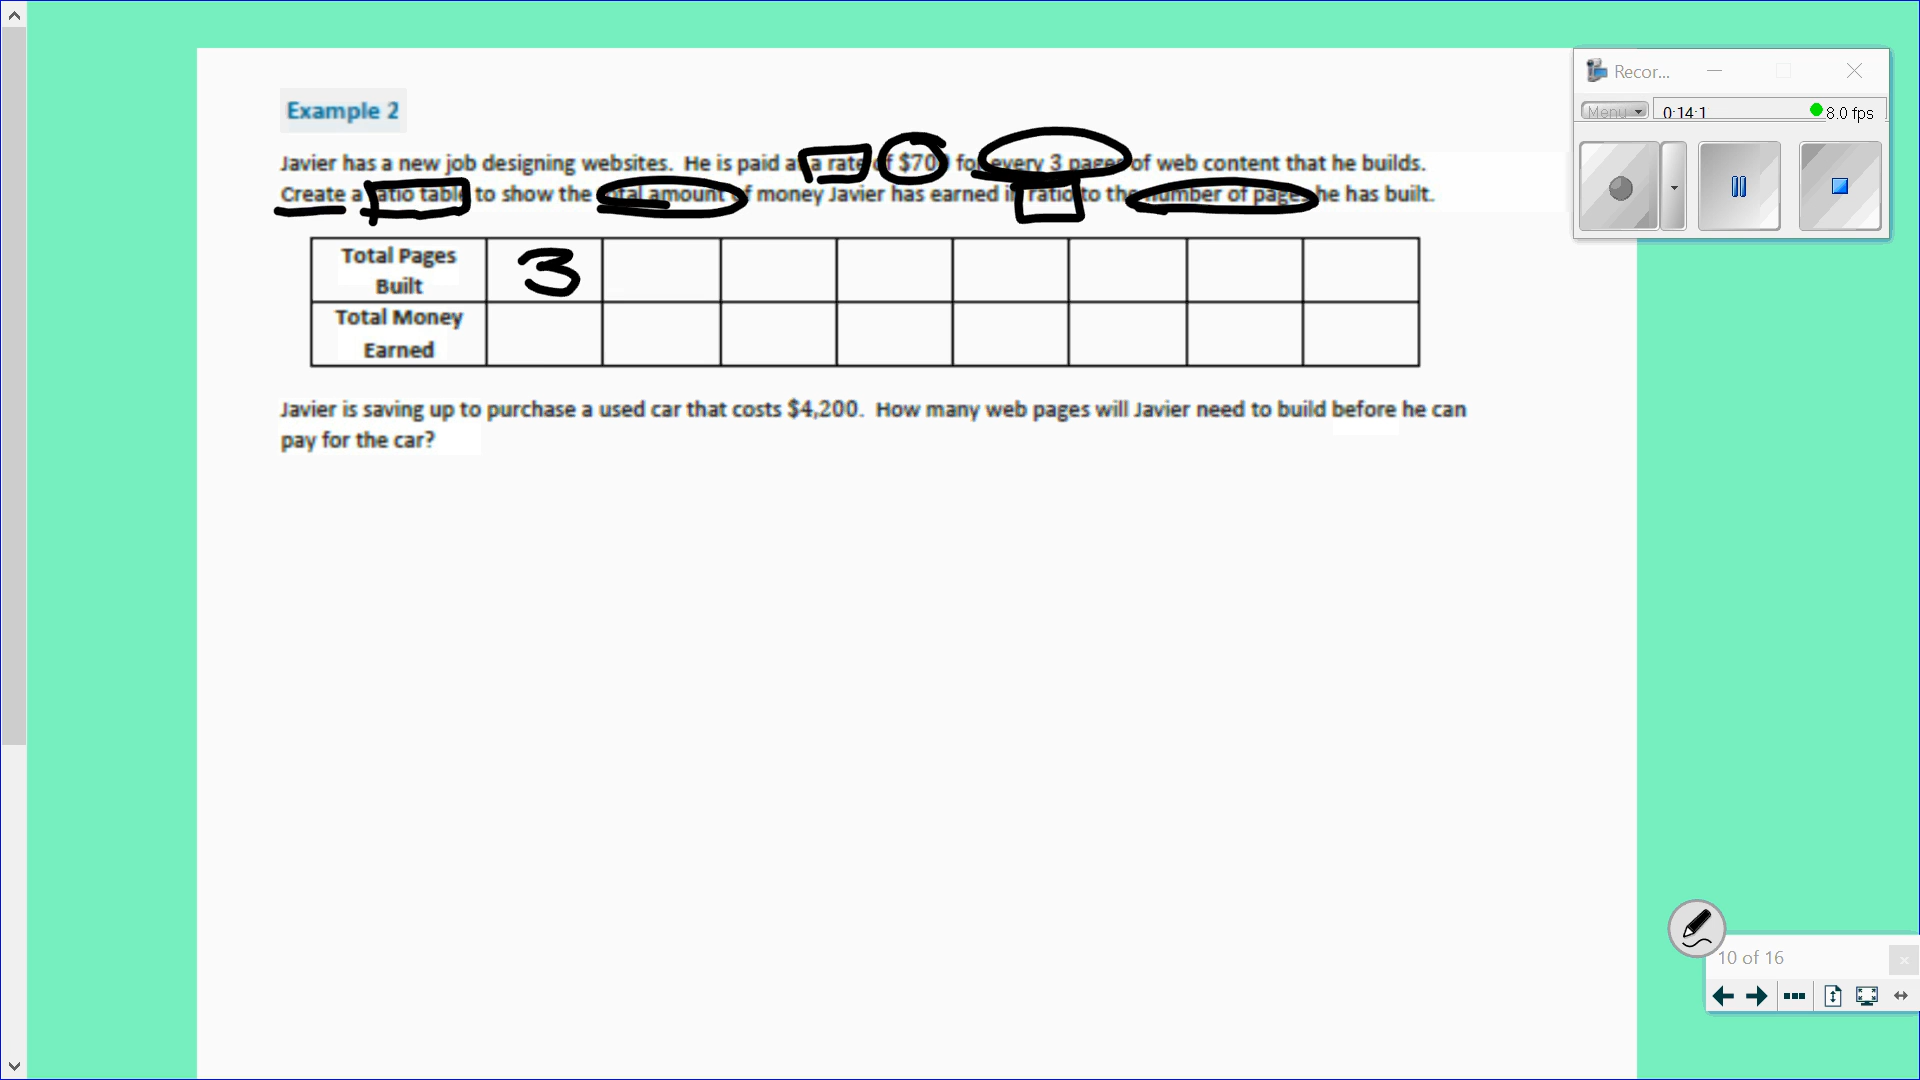 Example 2
Javier has a new job designing websites. He is paid at a rate of $700 for every 3 pages of web content that he builds.
Create a ratio table to show the total amount of money Javier has earned in ratio to the number of pages he has built.
Total Pages Built 3
Total Money Earned
Javier is saving up to purchase a used car that costs $4,200. How many web pages will Javier need to build before he can
pay for the car?
Recor...
Menu 0:14:1 8.0 fps
10 of 16